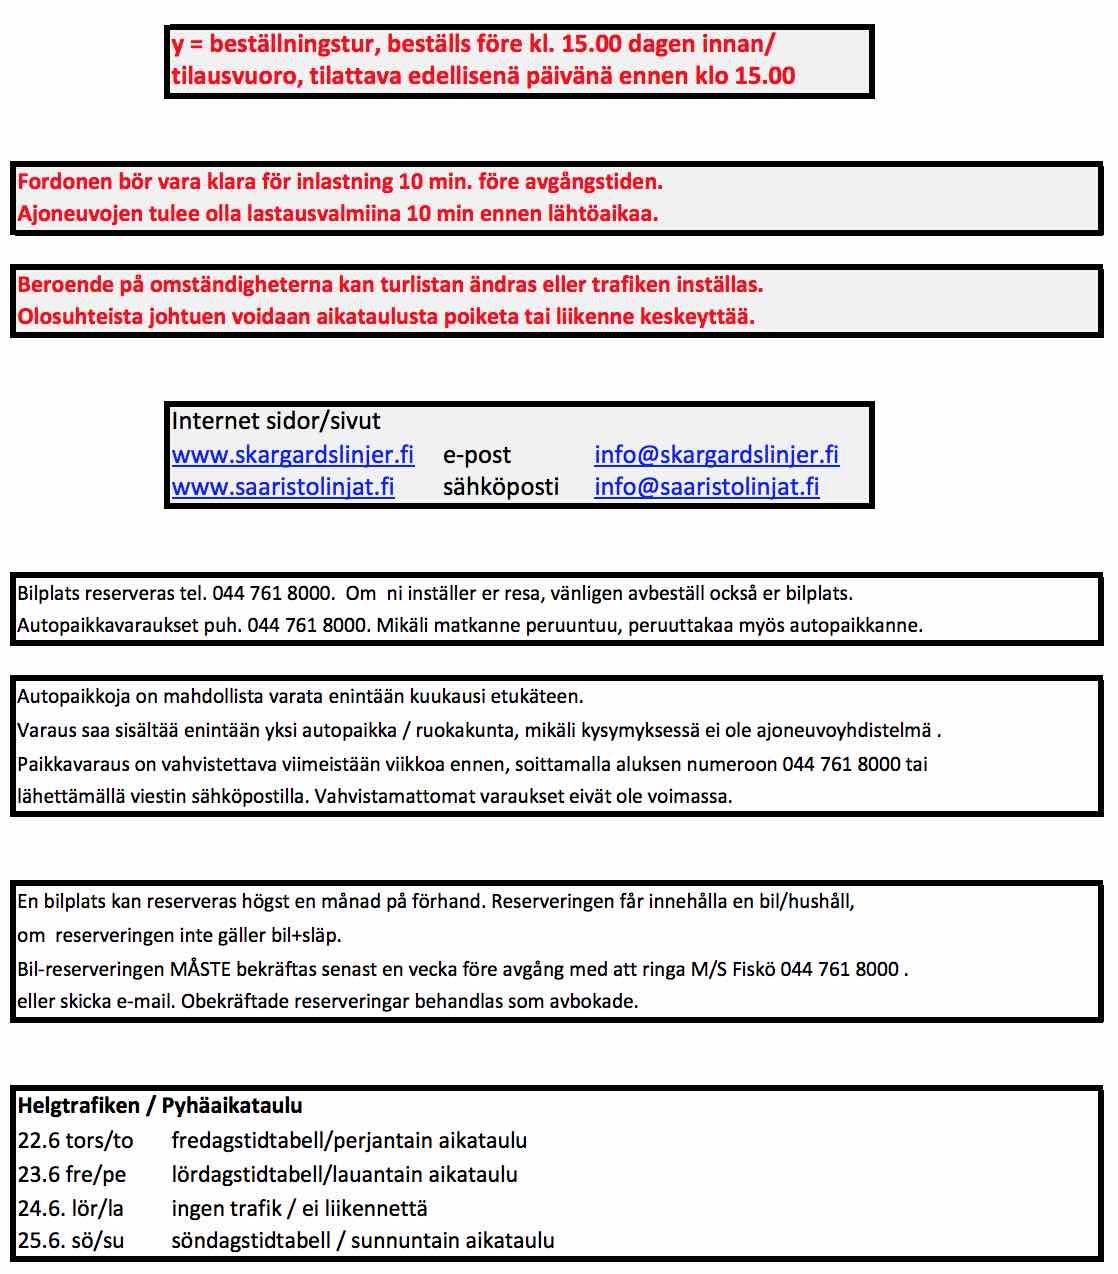 y = beställningstur, beställs före kl. 15.00 dagen innan/
tilausvuoro, tilattava edellisenä päivänä ennen klo 15.00
Fordonen bör vara klara för inlastning 10 min. före avgångstiden.
Ajoneuvojen tulee olla lastausvalmiina 10 min ennen lähtöaikaa.
Beroende på omständigheterna kan turlistan ändras eller trafiken inställas.
Olosuhteista johtuen voidaan aikataulusta poiketa tai liikenne keskeyttää.
Internet sidor/sivut
www.skargardslinjer.fi e-post info@skargardslinjer.fi
www.saaristolinjat.fi sähköposti info@saaristolinjat.fi
Bilplats reserveras tel. 044 761 8000. Om ni inställer er resa, vänligen avbeställ också er bilplats.
Autopaikkavaraukset puh. 044 761 8000. Mikäli matkanne peruuntuu, peruuttakaa myös autopaikkanne.
Autopaikkoja on mahdollista varata enintään kuukausi etukäteen.
Varaus saa sisältää enintään yksi autopaikka / ruokakunta, mikäli kysymyksessä ei ole ajoneuvoyhdistelmä .
Paikkavaraus on vahvistettava viimeistään viikkoa ennen, soittamalla aluksen numeroon 044 761 8000 tai
lähettämällä viestin sähköpostilla. Vahvistamattomat varaukset eivät ole voimassa.
En bilplats kan reserveras högst en månad på förhand. Reserveringen får innehålla en bil/hushåll,
om reserveringen inte gäller bil+släp.
Bil-reserveringen MÅSTE bekräftas senast en vecka före avgång med att ringa M/S Fiskö 044 761 8000 .
eller skicka e-mail. Obekräftade reserveringar behandlas som avbokade.
Helgtrafiken / Pyhäaikataulu
22.6 tors/to fredagstidtabell/perjantain aikataulu
23.6 fre/pe lördagstidtabell/lauantain aikataulu
24.6. lör/la ingen trafik / ei liikennettä
25.6. sö/su söndagstidtabell / sunnuntain aikataulu